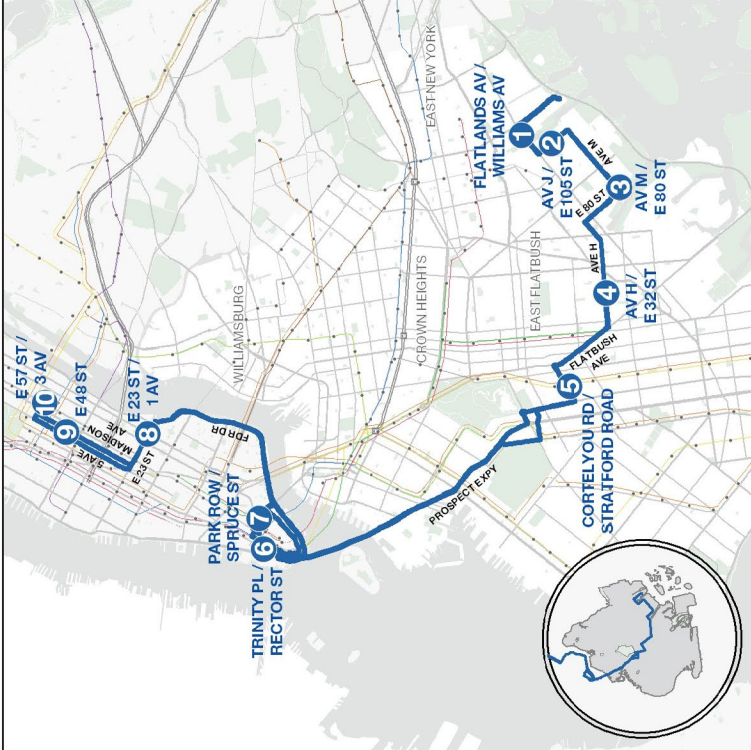 1
FLATLANDS AV /
WILLIAMS AV
2
AV J /
E 105 ST
AVE M
3
AV M /
E 80 ST
E 80 ST
AVE H
4
AV H /
E 32 ST
FLATBUSH
AVE
5
CORTELYOU RD /
STRATFORD ROAD
PROSPECT EXPY
6
TRINITY PL /
RECTOR ST
7
PARK ROW /
SPRUCE ST
FDR DR
8
E 23 ST /
1 AV
E 23 ST
5 AVE
MADISON
AVE
9
E 48 ST
10
E 57 ST /
3 AV
WILLIAMSBURG
CROWN HEIGHTS
EAST FLATBUSH
EAST NEW YORK